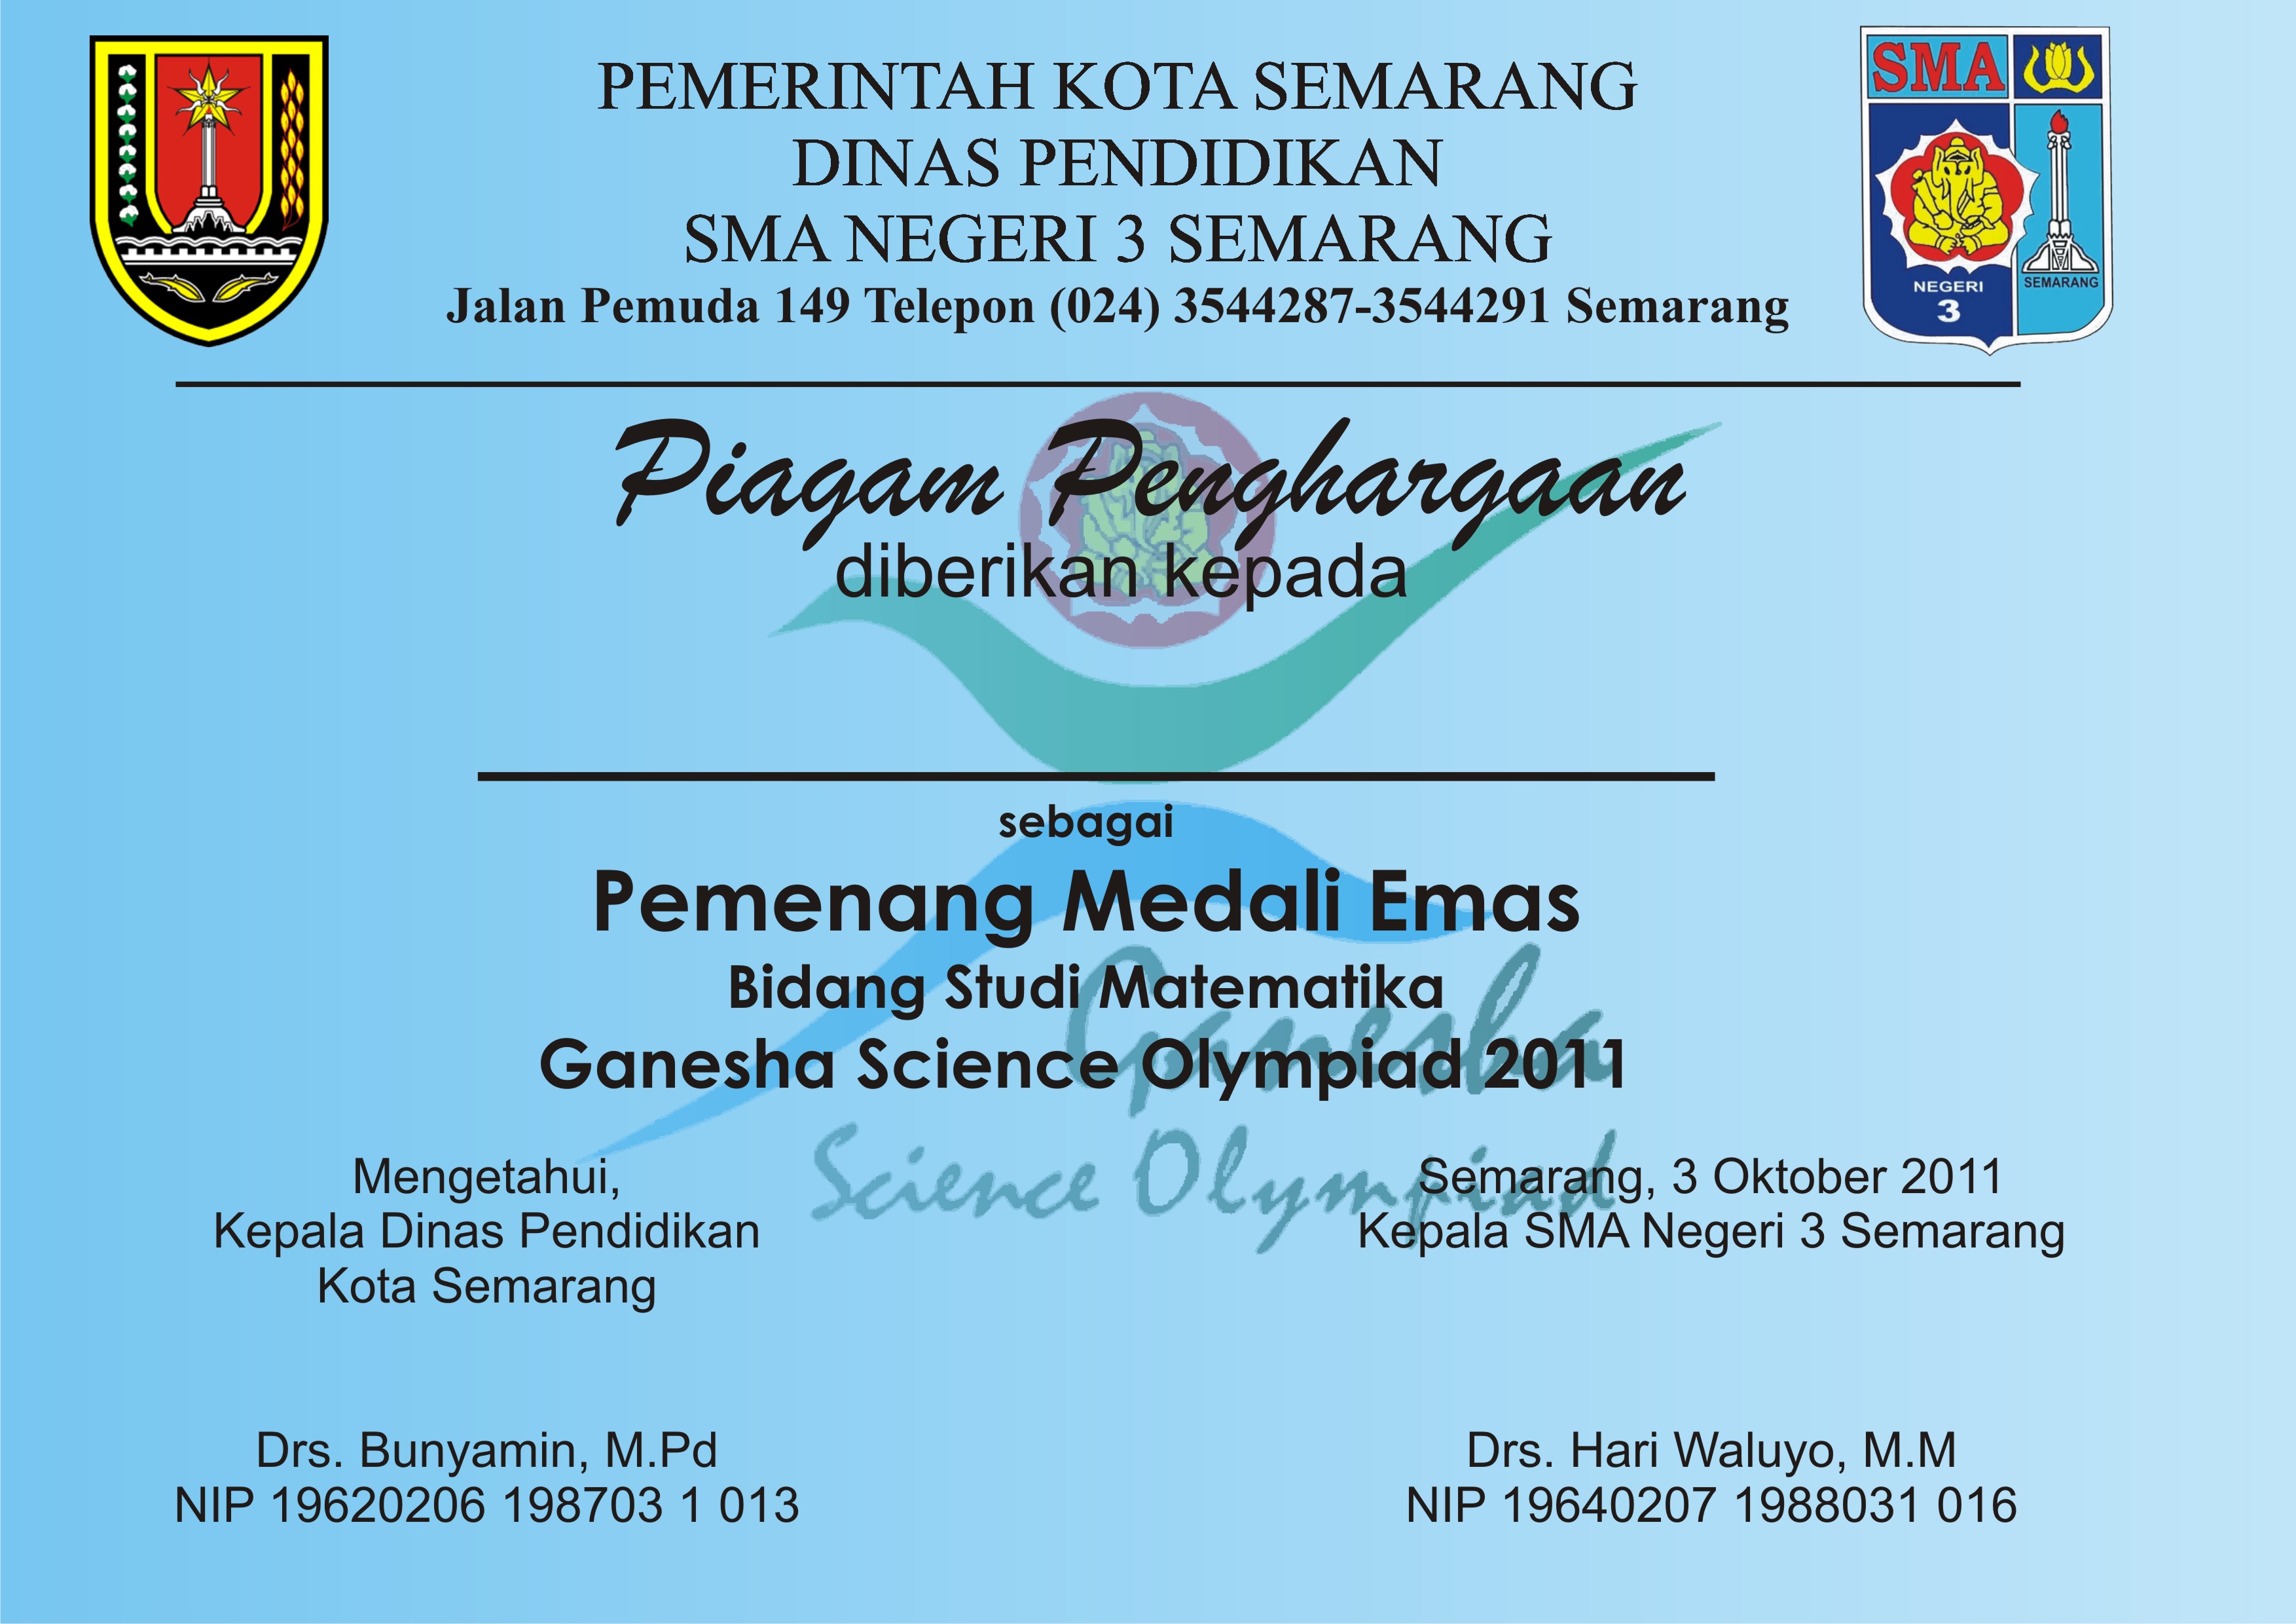 PEMERINTAH KOTA SEMARANG
DINAS PENDIDIKAN
SMA NEGERI 3 SEMARANG
Jalan Pemuda 149 Telepon (024) 3544287-3544291 Semarang
SMA
NEGERI
3
SEMARANG
Piagam Penghargaan
diberikan kepada
sebagai
Pemenang Medali Emas
Bidang Studi Matematika
Ganesha Science Olympiad 2011
Ganesha
Science Olympiad
Mengetahui,
Kepala Dinas Pendidikan
Kota Semarang
Drs. Bunyamin, M.Pd
NIP 19620206 198703 1 013
Semarang, 3 Oktober 2011
Kepala SMA Negeri 3 Semarang
Drs. Hari Waluyo, M.M
NIP 19640207 1988031 016